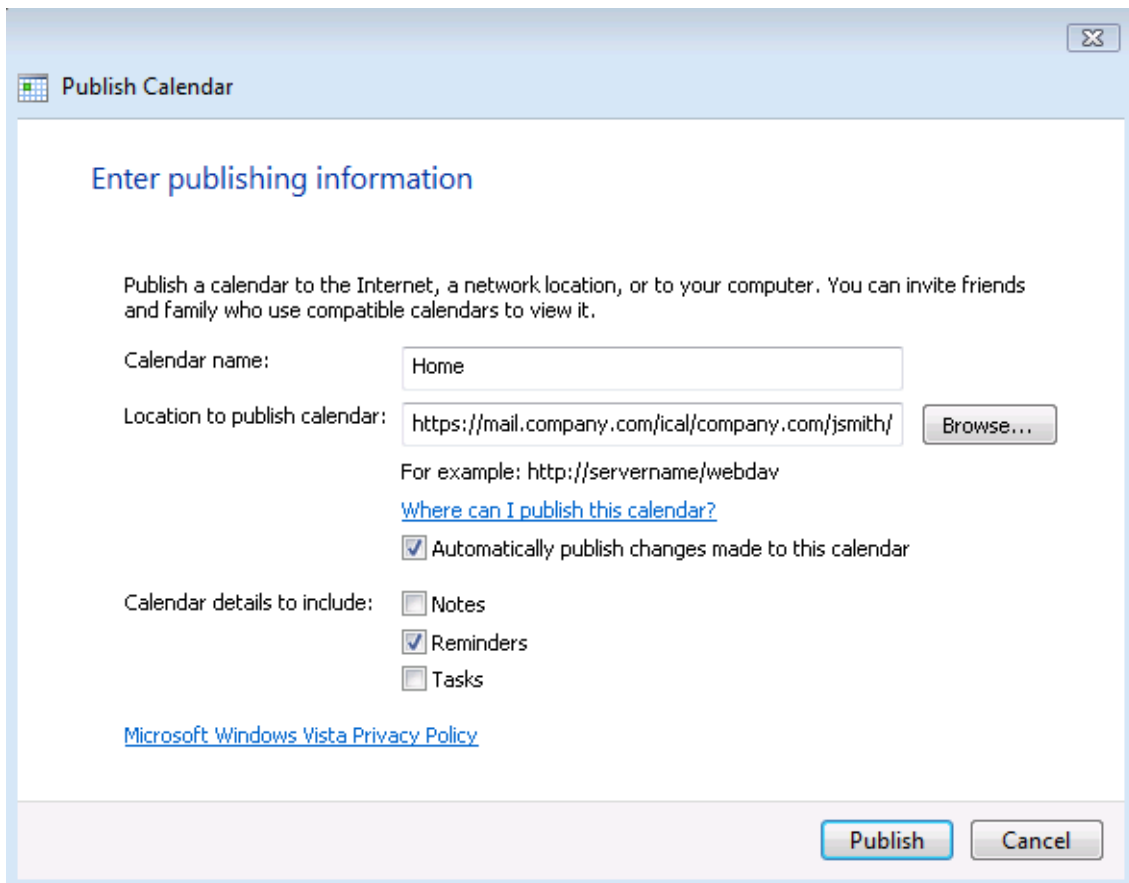 Publish Calendar
Enter publishing information
Publish a calendar to the Internet, a network location, or to your computer. You can invite friends
and family who use compatible calendars to view it.
Calendar name:
Home
Location to publish calendar:
https://mail.company.com/ical/company.com/jsmith/
Browse...
For example: http://servername/webdav
Where can I publish this calendar?
Automatically publish changes made to this calendar
Calendar details to include:
Notes
Reminders
Tasks
Microsoft Windows Vista Privacy Policy
Publish
Cancel